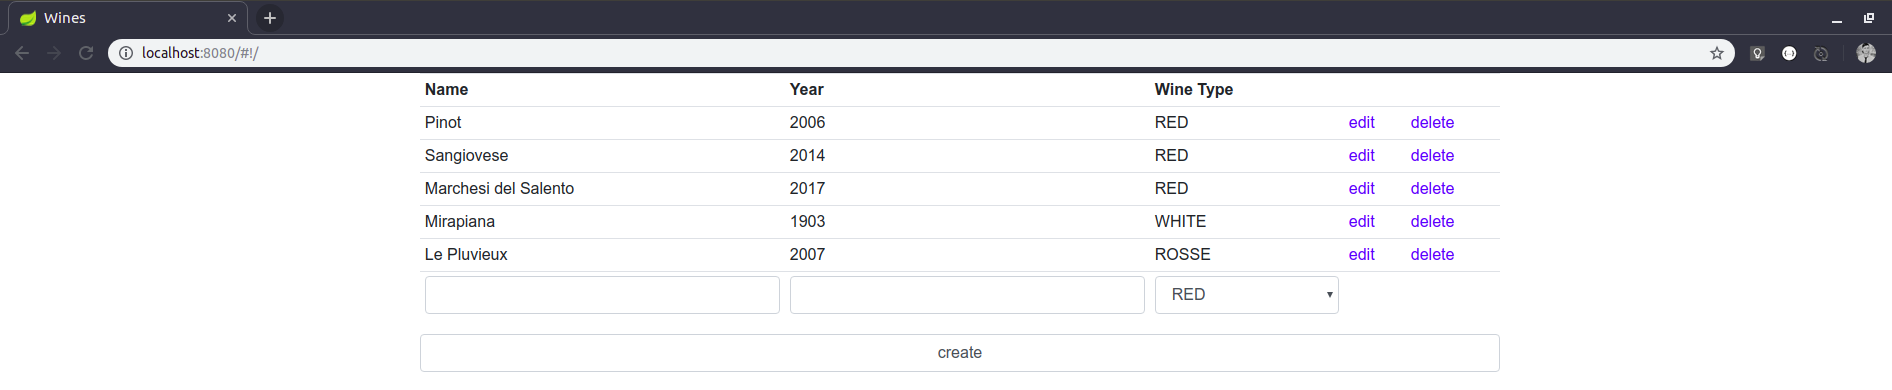 Wines
localhost:8080/#!/
Name Year Wine Type
Pinot 2006 RED edit delete
Sangiovese 2014 RED edit delete
Marchesi del Salento 2017 RED edit delete
Mirapiana 1903 WHITE edit delete
Le Pluvieux 2007 ROSSE edit delete
RED
create